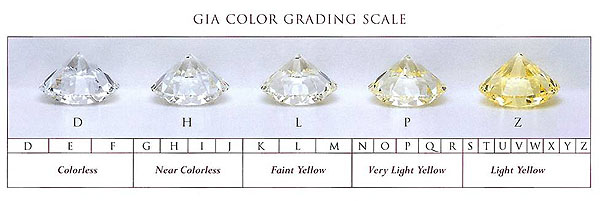 GIA COLOR GRADING SCALE
D H L P Z
D E F G H I J K L M N O P Q R S T U V W X Y Z
Colorless Near Colorless Faint Yellow Very Light Yellow Light Yellow